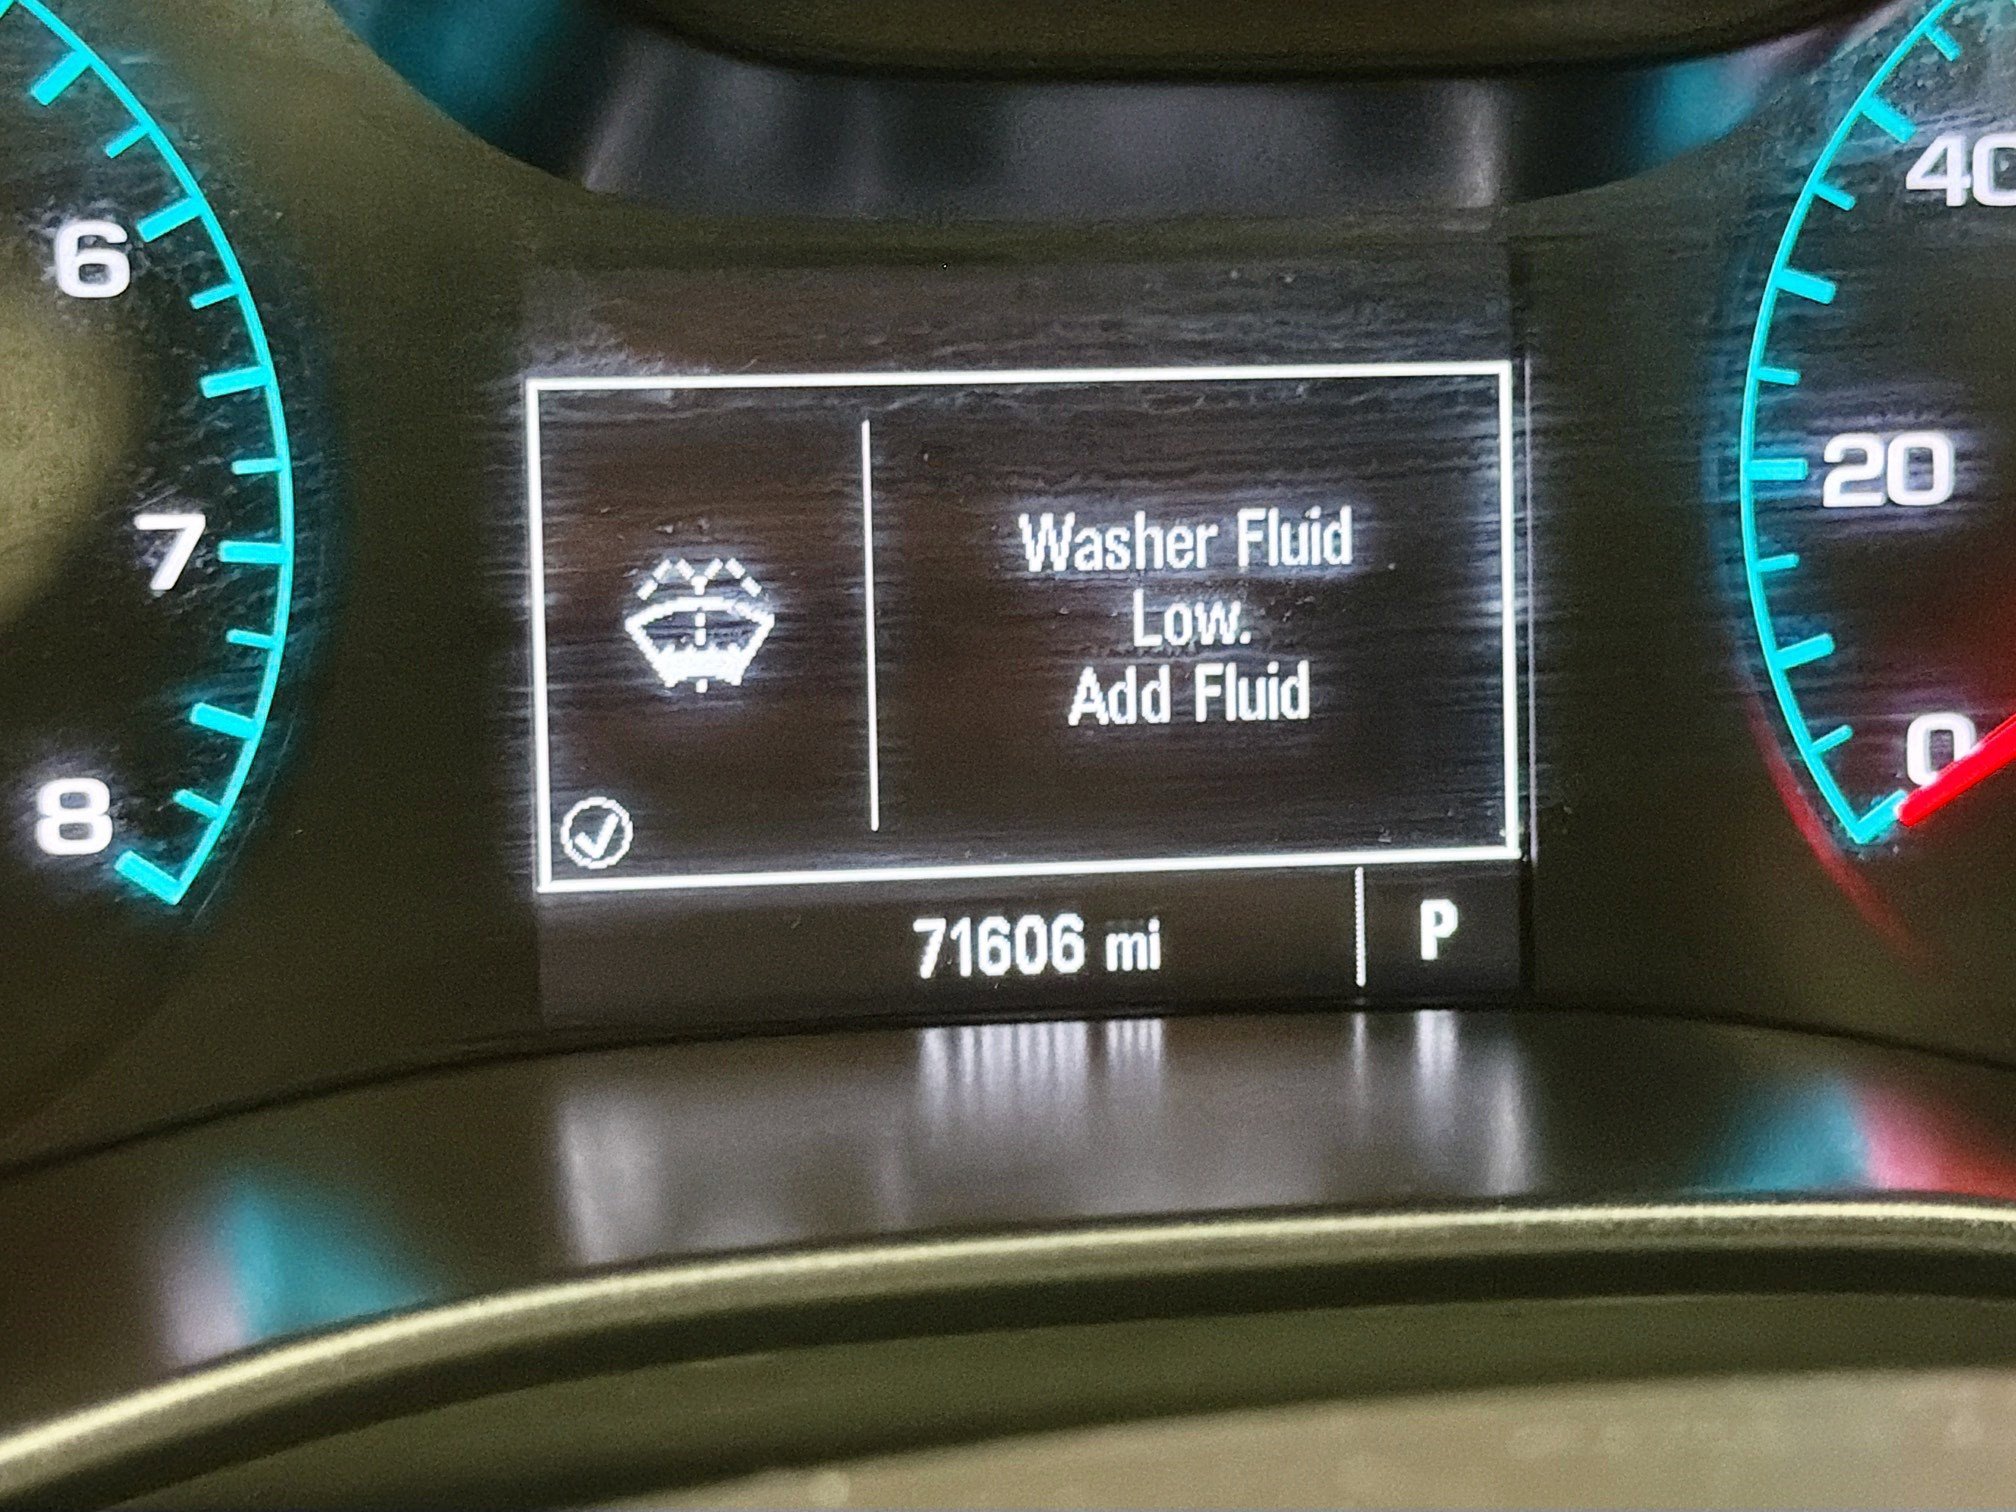 6
7
8
Washer Fluid
Low.
Add Fluid
71606 mi
P
40
20
0